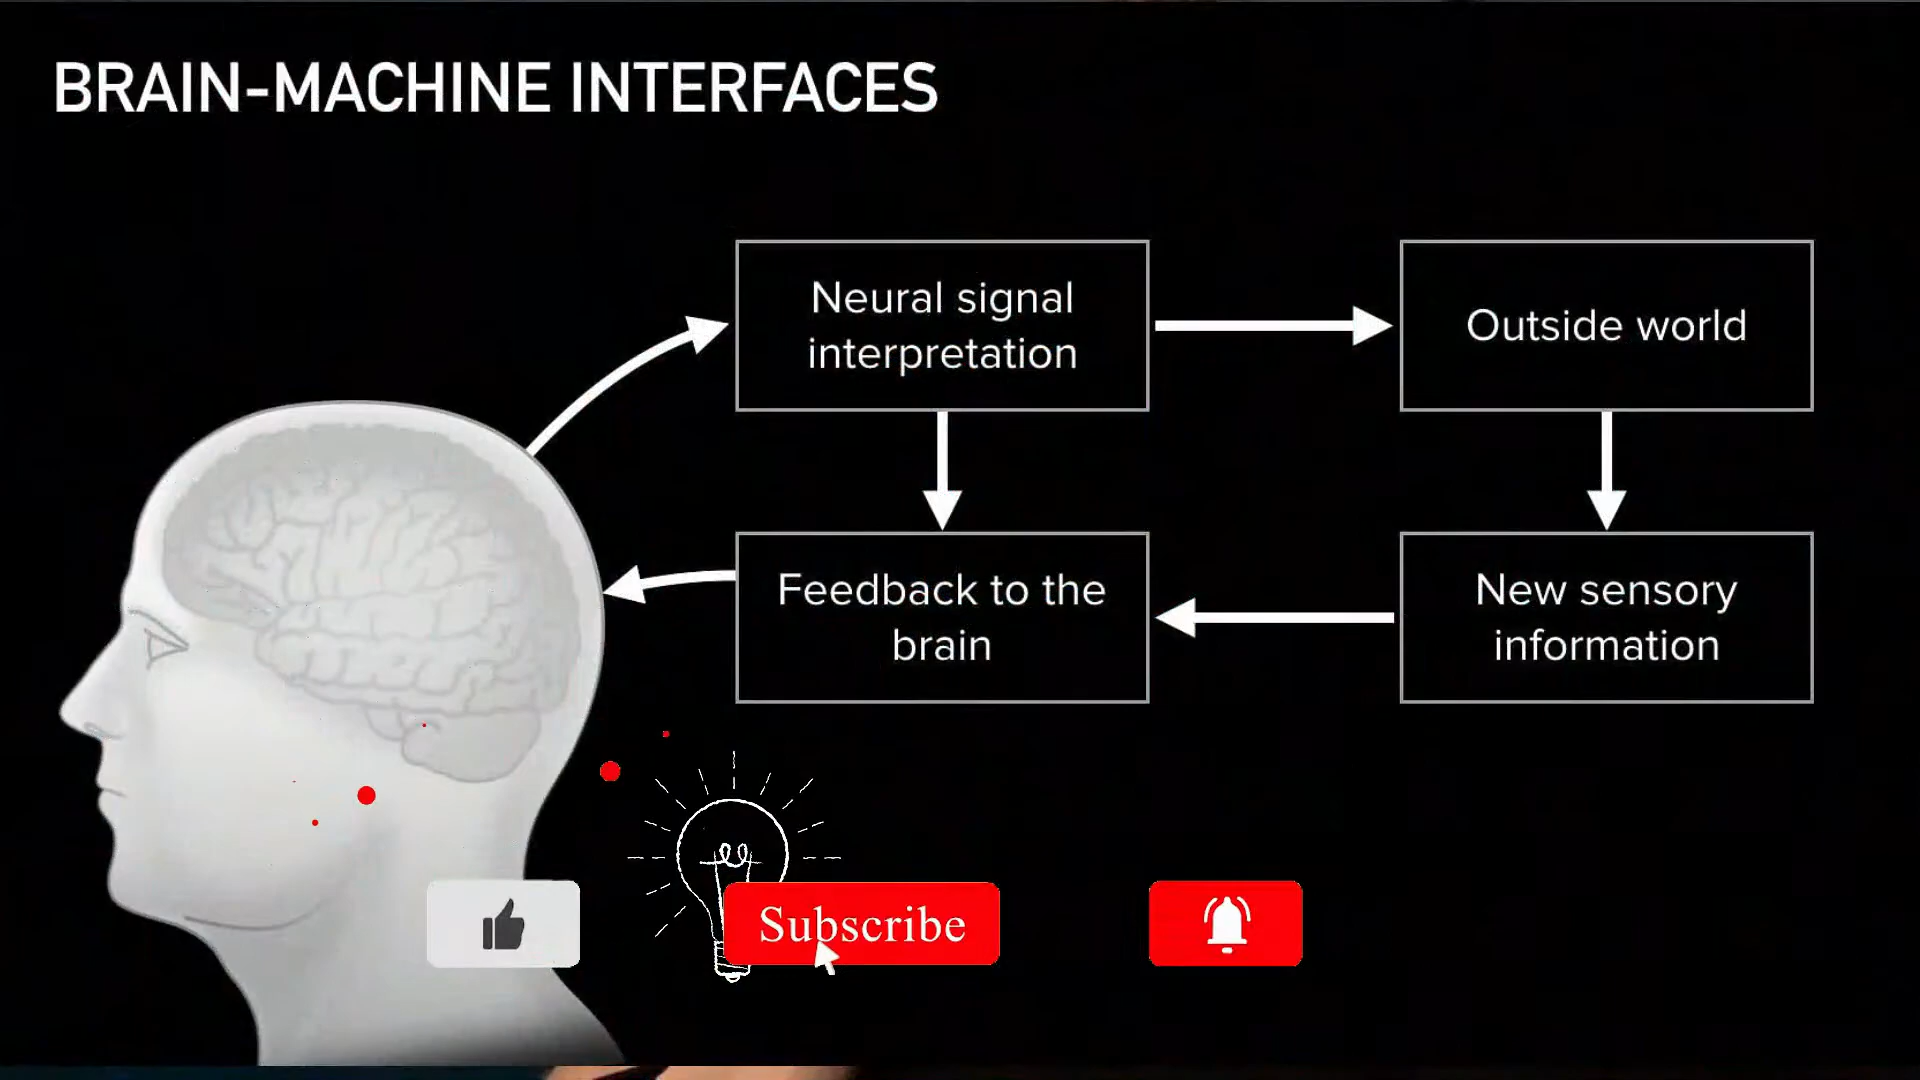 BRAIN-MACHINE INTERFACES
Neural signal
interpretation
Outside world
Feedback to the
brain
New sensory
information
Subscribe